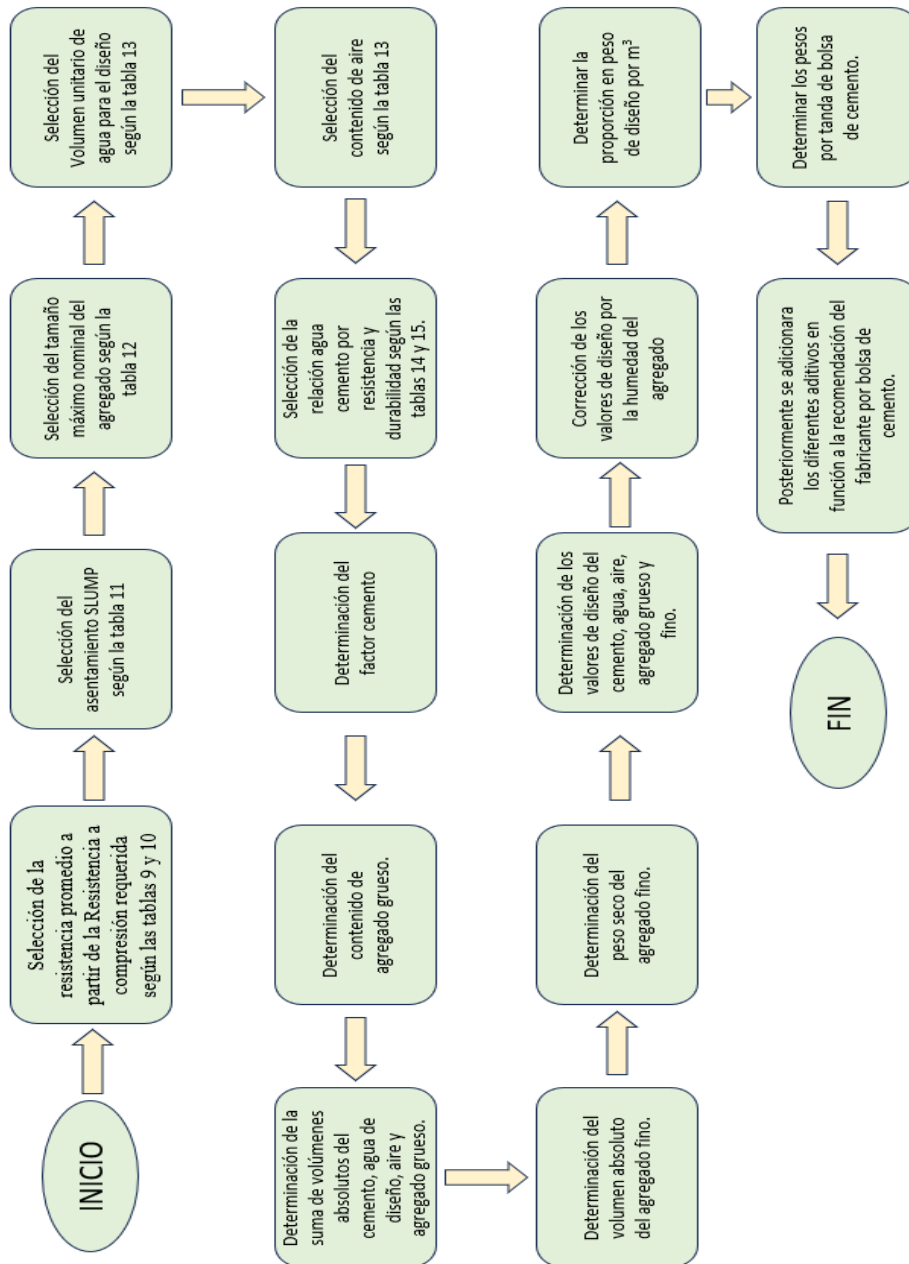 INICIO
Selección de la
resistencia promedio a
partir de la Resistencia a
compresión requerida
según las tablas 9 y 10
Selección del
asentamiento SLUMP
según la tabla 11
Selección del tamaño
máximo nominal del
agregado según la
tabla 12
Selección del
Volumen unitario de
agua para el diseño
según la tabla 13
Selección del
contenido de aire
según la tabla 13
Selección de la
relación agua
cemento por
resistencia y
durabilidad según las
tablas 14 y 15.
Determinación del
factor cemento
Determinación del
contenido de
agregado grueso.
Determinación de la
suma de volúmenes
absolutos del
cemento, agua de
diseño, aire y
agregado grueso.
Determinación del
volumen absoluto
del agregado fino.
Determinación del
peso seco del
agregado fino.
Determinación de los
valores de diseño del
cemento, agua, aire,
agregado grueso y
fino.
Corrección de los
valores de diseño por
la humedad del
agregado
Determinar la
proporción en peso
de diseño por m³
Determinar los pesos
por tanda de bolsa
de cemento.
Posteriormente se adicionara
los diferentes aditivos en
función a la recomendación del
fabricante por bolsa de
cemento.
FIN